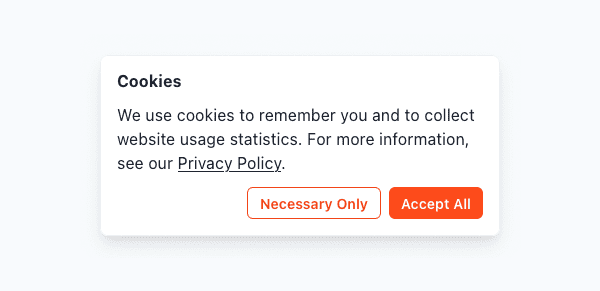 Cookies
We use cookies to remember you and to collect
website usage statistics. For more information,
see our Privacy Policy.
Necessary Only
Accept All